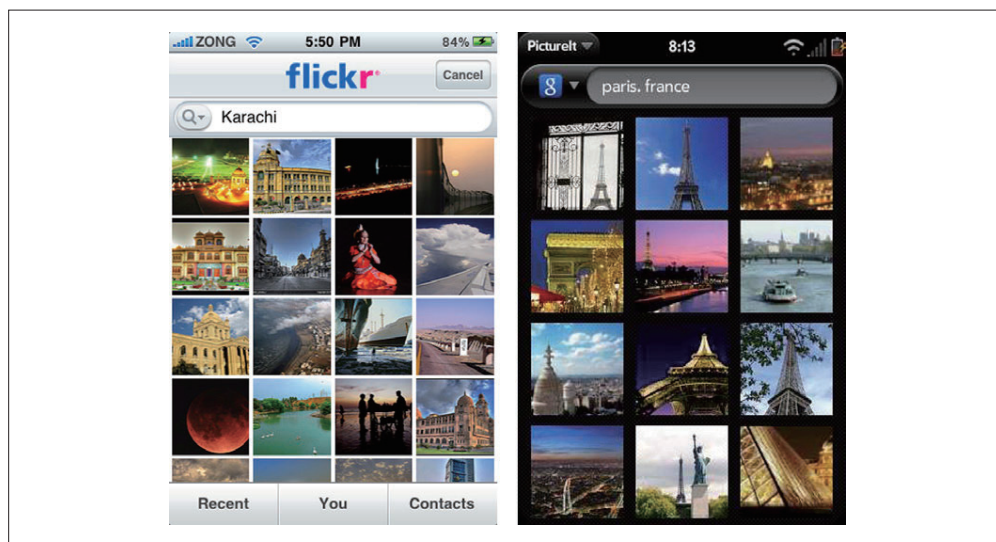 ZONG 5:50 PM 84%
flickr
Cancel
Karachi
Recent You Contacts
PictureIt 8:13
g paris. france